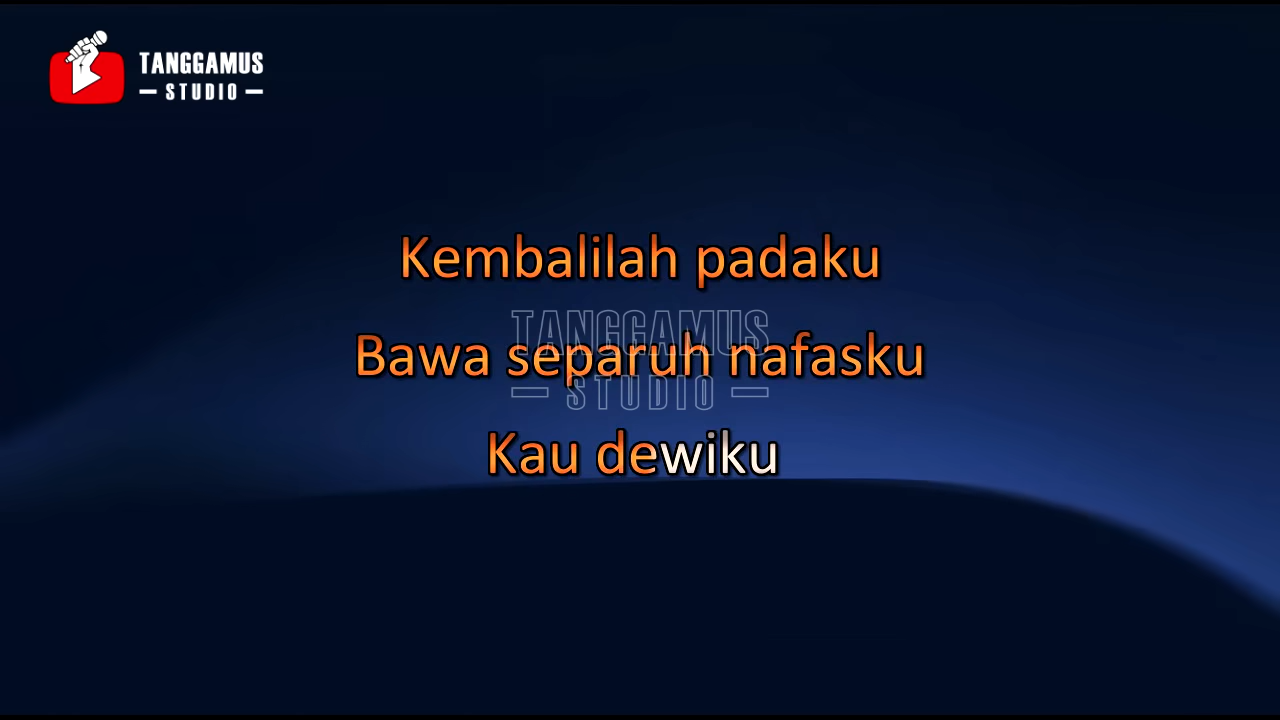 TANGGAMUS
STUDIO
Kembalilah padaku
TANGGAMUS
Bawa separuh nafasku
STUDIO
Kau dewiku